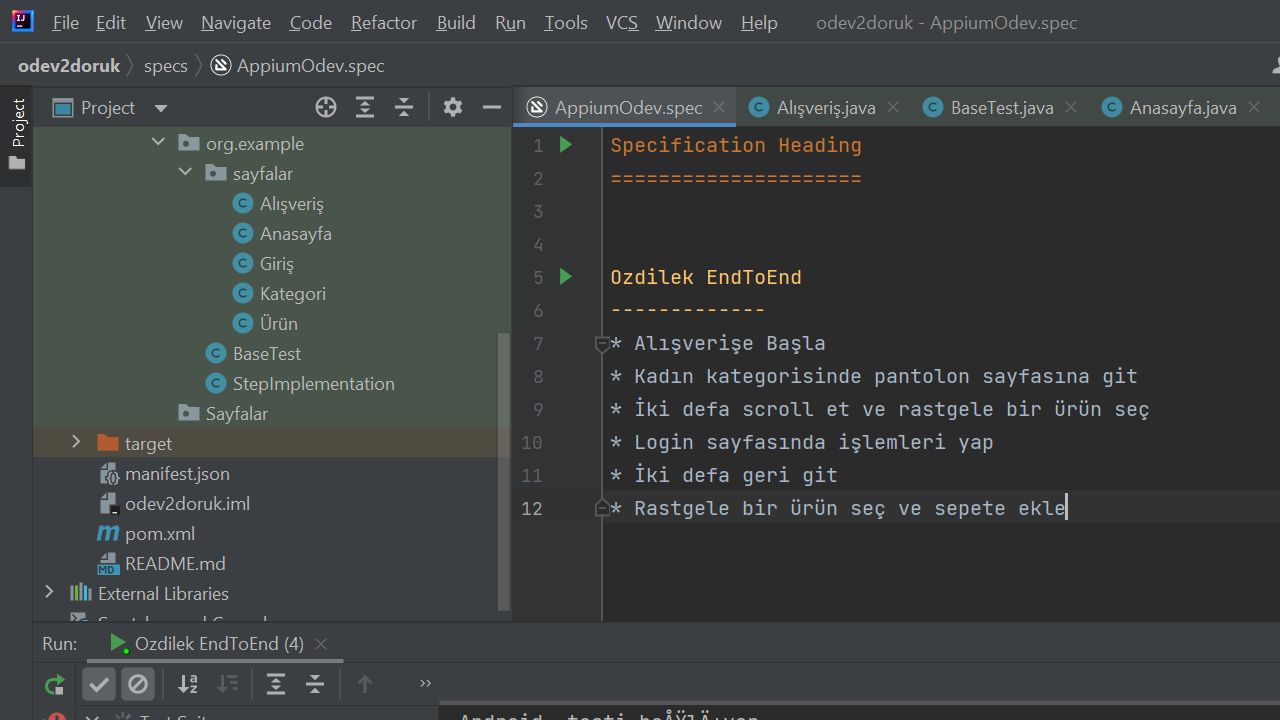 File Edit View Navigate Code Refactor Build Run Tools VCS Window Help odev2doruk - AppiumOdev.spec
odev2doruk specs AppiumOdev.spec
Project
Project
AppiumOdev.spec Alışveriş.java BaseTest.java Anasayfa.java
org.example
sayfalar
Alışveriş
Anasayfa
Giriş
Kategori
Ürün
BaseTest
StepImplementation
Sayfalar
target
manifest.json
odev2doruk.iml
pom.xml
README.md
External Libraries
1 Specification Heading
2 =====================
3
4
5 Ozdilek EndToEnd
6 -------------
7 * Alışverişe Başla
8 * Kadın kategorisinde pantolon sayfasına git
9 * İki defa scroll et ve rastgele bir ürün seç
10 * Login sayfasında işlemleri yap
11 * İki defa geri git
12 * Rastgele bir ürün seç ve sepete ekle
Run: Ozdilek EndToEnd (4)